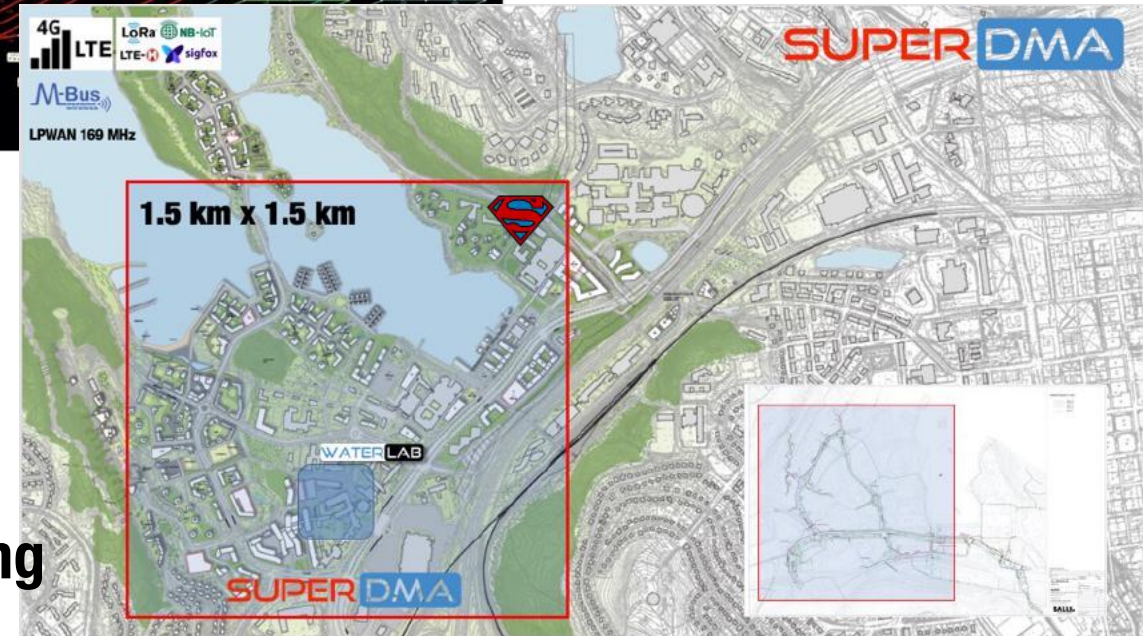 4G LTE
LoRa NB-IoT
LTE-M sigfox
M-Bus
LPWAN 169 MHz
SUPER DMA
1.5 km x 1.5 km
WATER LAB
ng
SUPER DMA